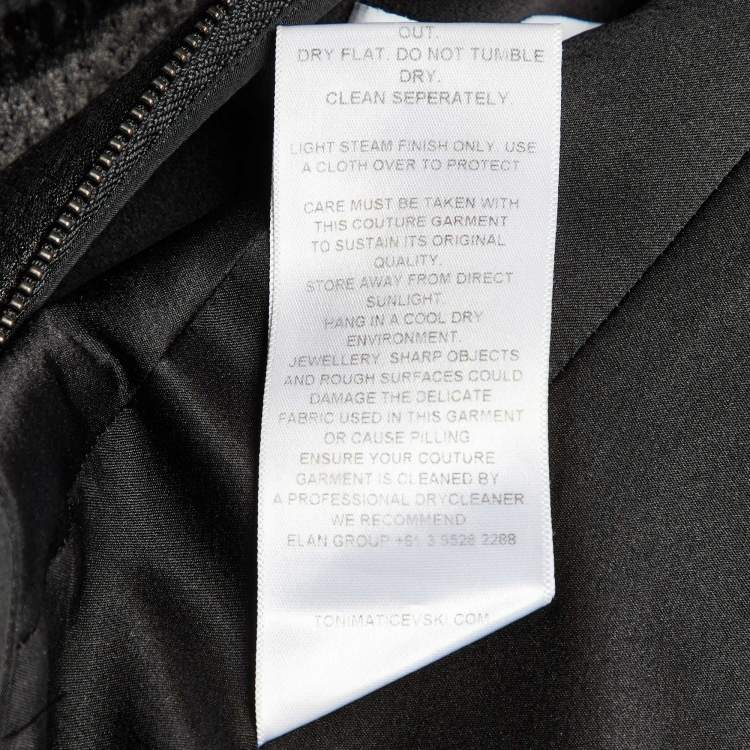 OUT.
DRY FLAT. DO NOT TUMBLE
DRY.
CLEAN SEPERATELY.
LIGHT STEAM FINISH ONLY. USE
A CLOTH OVER TO PROTECT
CARE MUST BE TAKEN WITH
THIS COUTURE GARMENT
TO SUSTAIN ITS ORIGINAL
QUALITY.
STORE AWAY FROM DIRECT
SUNLIGHT.
HANG IN A COOL DRY
ENVIRONMENT.
JEWELLERY, SHARP OBJECTS
AND ROUGH SURFACES COULD
DAMAGE THE DELICATE
FABRIC USED IN THIS GARMENT
OR CAUSE PILLING
ENSURE YOUR COUTURE
GARMENT IS CLEANED BY
A PROFESSIONAL DRYCLEANER
WE RECOMMEND
ELAN GROUP +61 3 9526 2288
TONIMATICEVSKI.COM